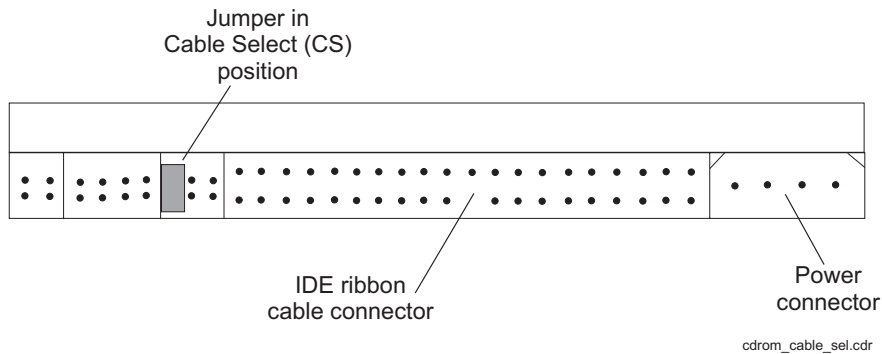 Jumper in
Cable Select (CS)
position
IDE ribbon
cable connector
Power
connector
cdrom_cable_sel.cdr